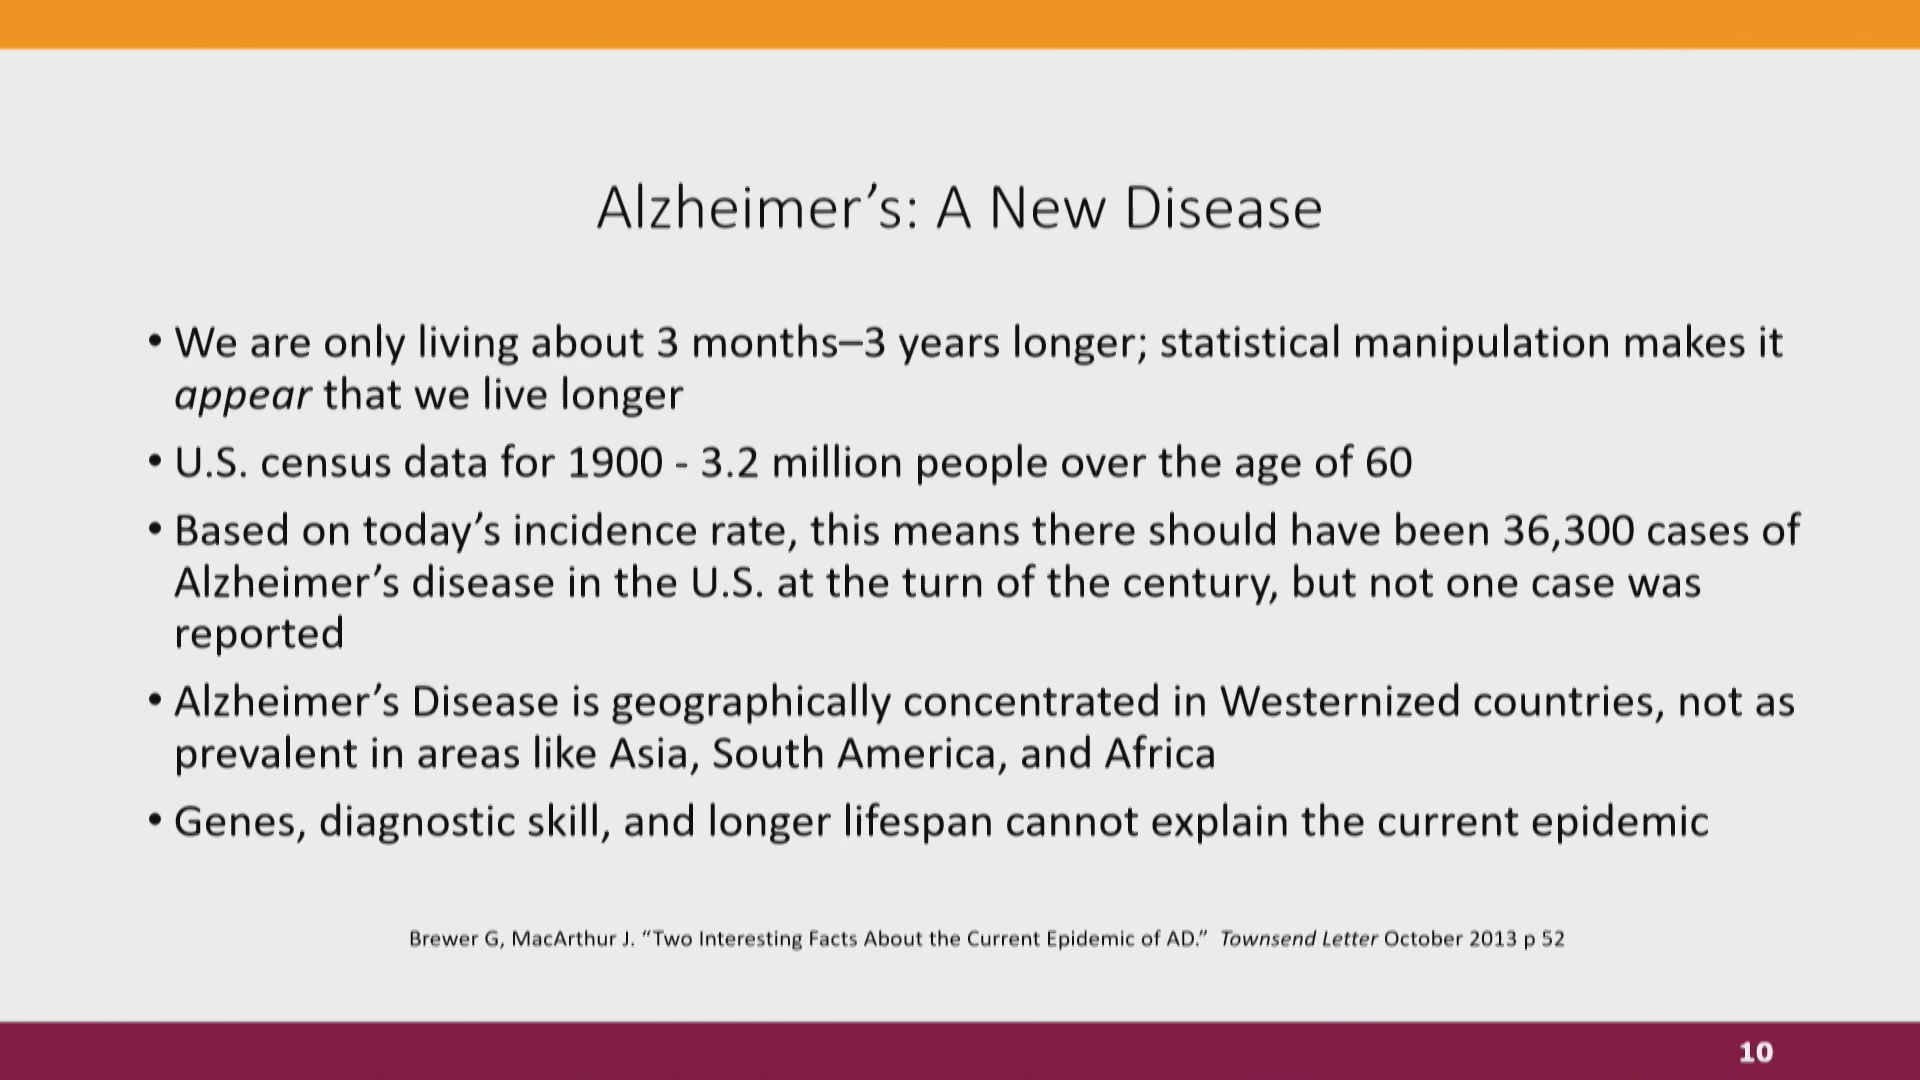 Alzheimer’s: A New Disease
• We are only living about 3 months–3 years longer; statistical manipulation makes it
appear that we live longer
• U.S. census data for 1900 - 3.2 million people over the age of 60
• Based on today’s incidence rate, this means there should have been 36,300 cases of
Alzheimer’s disease in the U.S. at the turn of the century, but not one case was
reported
• Alzheimer’s Disease is geographically concentrated in Westernized countries, not as
prevalent in areas like Asia, South America, and Africa
• Genes, diagnostic skill, and longer lifespan cannot explain the current epidemic
Brewer G, MacArthur J. “Two Interesting Facts About the Current Epidemic of AD.” Townsend Letter October 2013 p 52
10